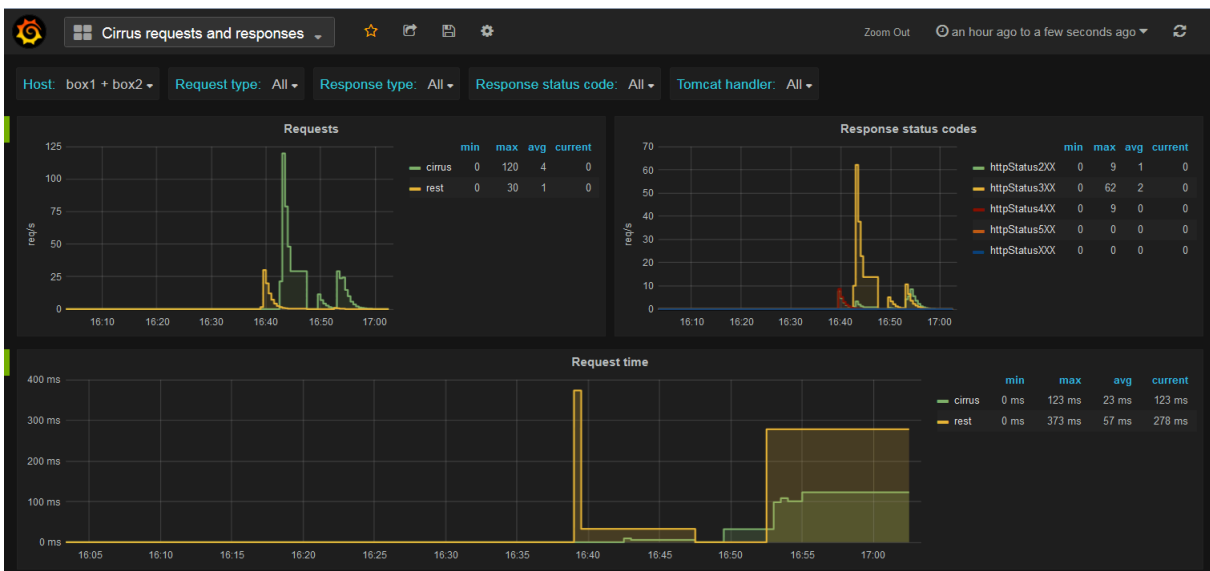 Cirrus requests and responses
Zoom Out an hour ago to a few seconds ago
Host: box1 + box2 Request type: All Response type: All Response status code: All Tomcat handler: All
Requests
125
100
75
50
25
0
req/s
16:10 16:20 16:30 16:40 16:50 17:00
min max avg current
cirrus 0 120 4 0
rest 0 30 1 0
Response status codes
70
60
50
40
30
20
10
0
req/s
16:10 16:20 16:30 16:40 16:50 17:00
min max avg current
httpStatus2XX 0 9 1 0
httpStatus3XX 0 62 2 0
httpStatus4XX 0 9 0 0
httpStatus5XX 0 0 0 0
httpStatusXXX 0 0 0 0
Request time
400 ms
300 ms
200 ms
100 ms
0 ms
16:05 16:10 16:15 16:20 16:25 16:30 16:35 16:40 16:45 16:50 16:55 17:00
min max avg current
cirrus 0 ms 123 ms 23 ms 123 ms
rest 0 ms 373 ms 57 ms 278 ms